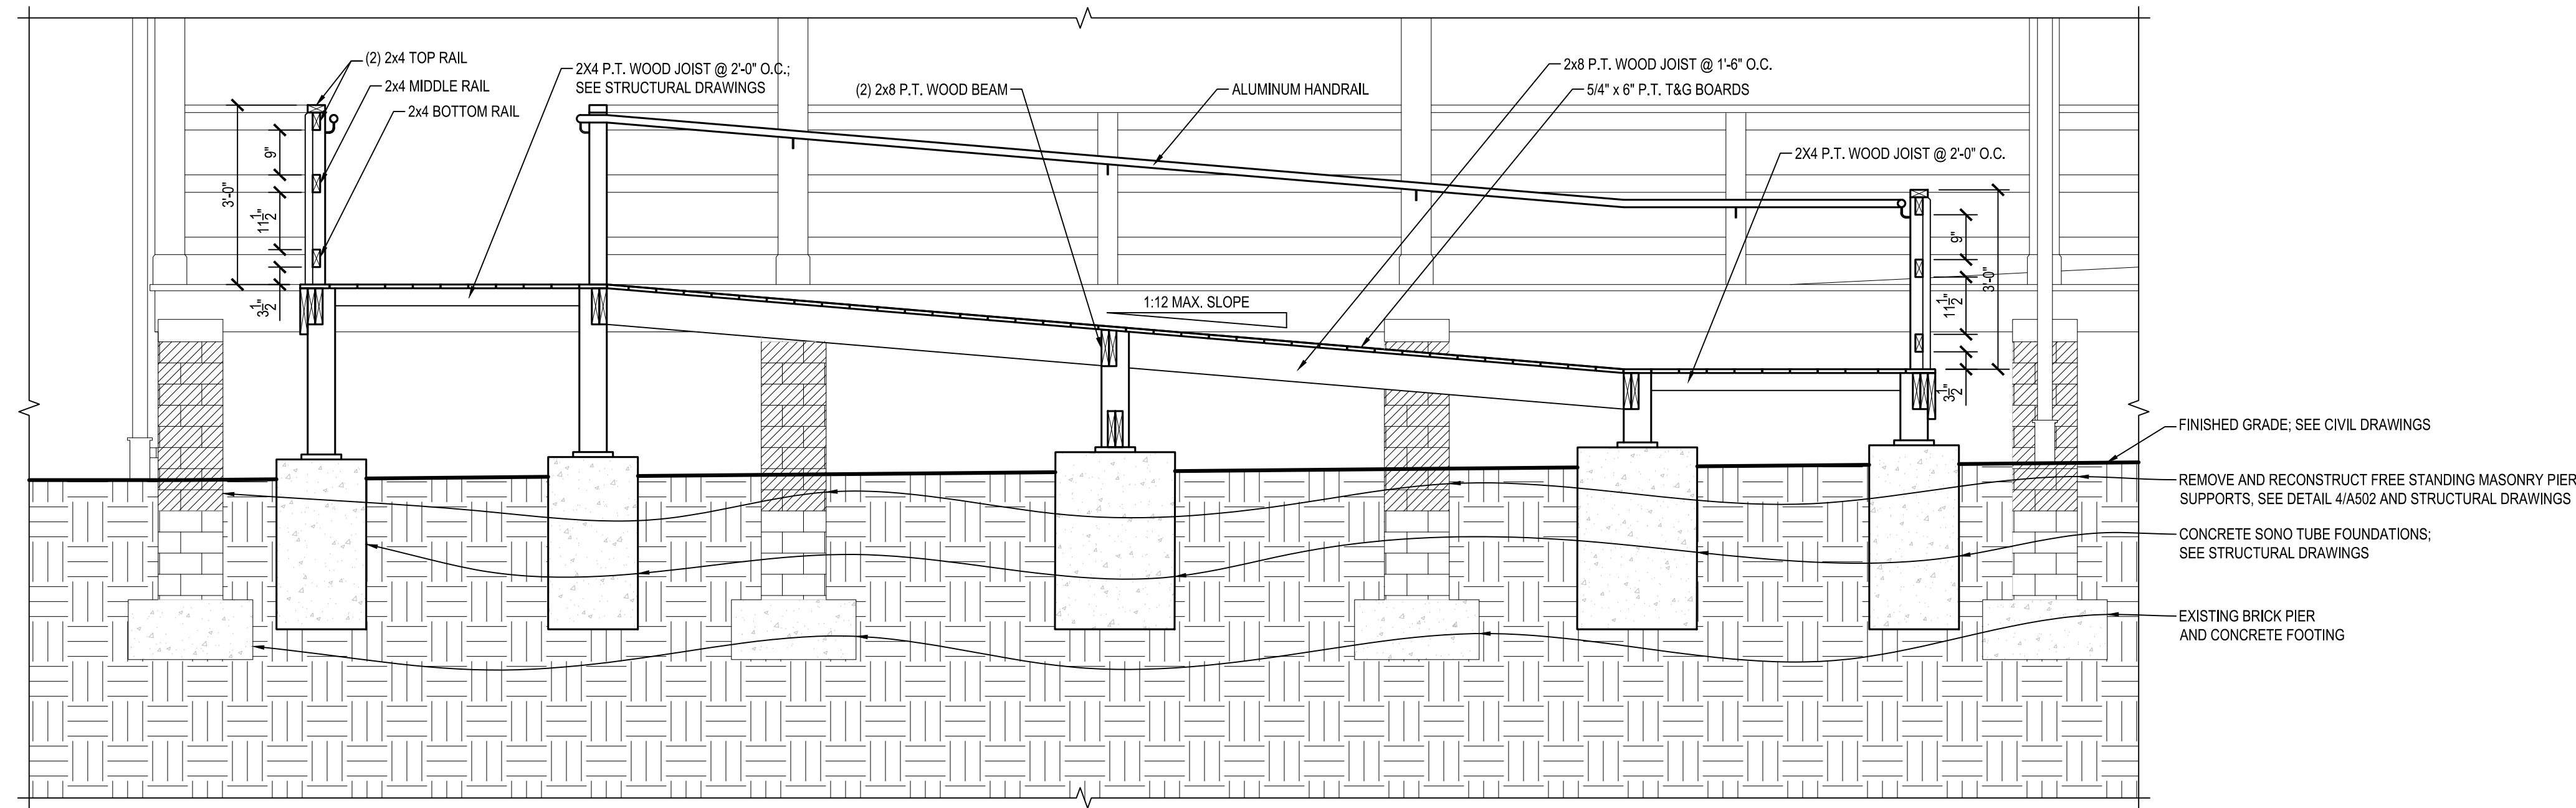 (2) 2x4 TOP RAIL
2x4 MIDDLE RAIL
2x4 BOTTOM RAIL
2X4 P.T. WOOD JOIST @ 2'-0" O.C.;
SEE STRUCTURAL DRAWINGS
(2) 2x8 P.T. WOOD BEAM
ALUMINUM HANDRAIL
2x8 P.T. WOOD JOIST @ 1'-6" O.C.
5/4" x 6" P.T. T&G BOARDS
2X4 P.T. WOOD JOIST @ 2'-0" O.C.
3'-0"
9"
11 1/2"
3 1/2"
1:12 MAX. SLOPE
9"
3'-0"
11 1/2"
3 1/2"
FINISHED GRADE; SEE CIVIL DRAWINGS
REMOVE AND RECONSTRUCT FREE STANDING MASONRY PIER
SUPPORTS, SEE DETAIL 4/A502 AND STRUCTURAL DRAWINGS
CONCRETE SONO TUBE FOUNDATIONS;
SEE STRUCTURAL DRAWINGS
EXISTING BRICK PIER
AND CONCRETE FOOTING